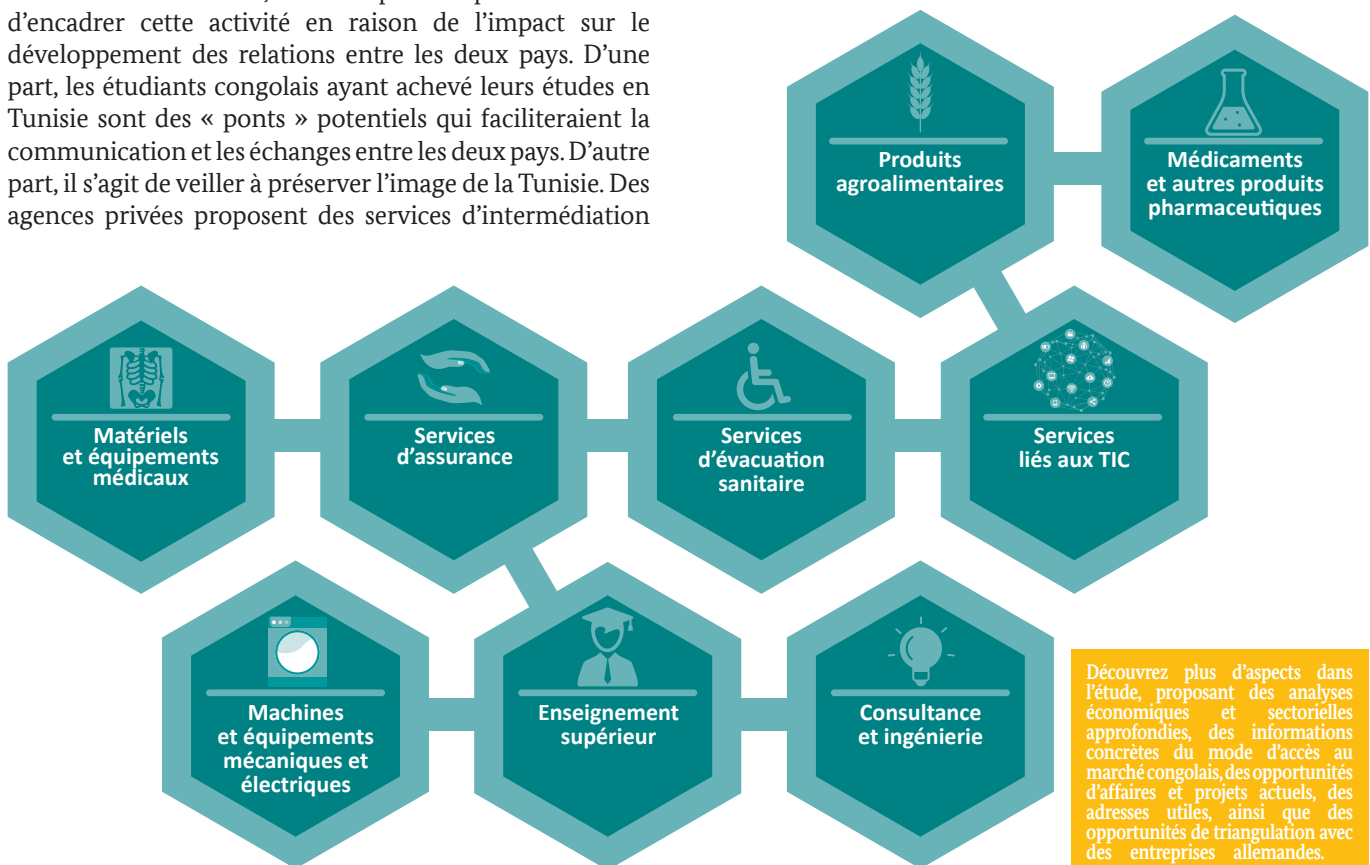 d'encadrer cette activité en raison de l'impact sur le
développement des relations entre les deux pays. D'une
part, les étudiants congolais ayant achevé leurs études en
Tunisie sont des « ponts » potentiels qui faciliteraient la
communication et les échanges entre les deux pays. D'autre
part, il s'agit de veiller à préserver l'image de la Tunisie. Des
agences privées proposent des services d'intermédiation
Produits
agroalimentaires
Médicaments
et autres produits
pharmaceutiques
Matériels
et équipements
médicaux
Services
d'assurance
Services
d'évacuation
sanitaire
Services
liés aux TIC
Machines
et équipements
mécaniques et
électriques
Enseignement
supérieur
Consultance
et ingénierie
Découvrez plus d'aspects dans
l'étude, proposant des analyses
économiques et sectorielles
approfondies, des informations
concrètes du mode d'accès au
marché congolais, des opportunités
d'affaires et projets actuels, des
adresses utiles, ainsi que des
opportunités de triangulation avec
des entreprises allemandes.